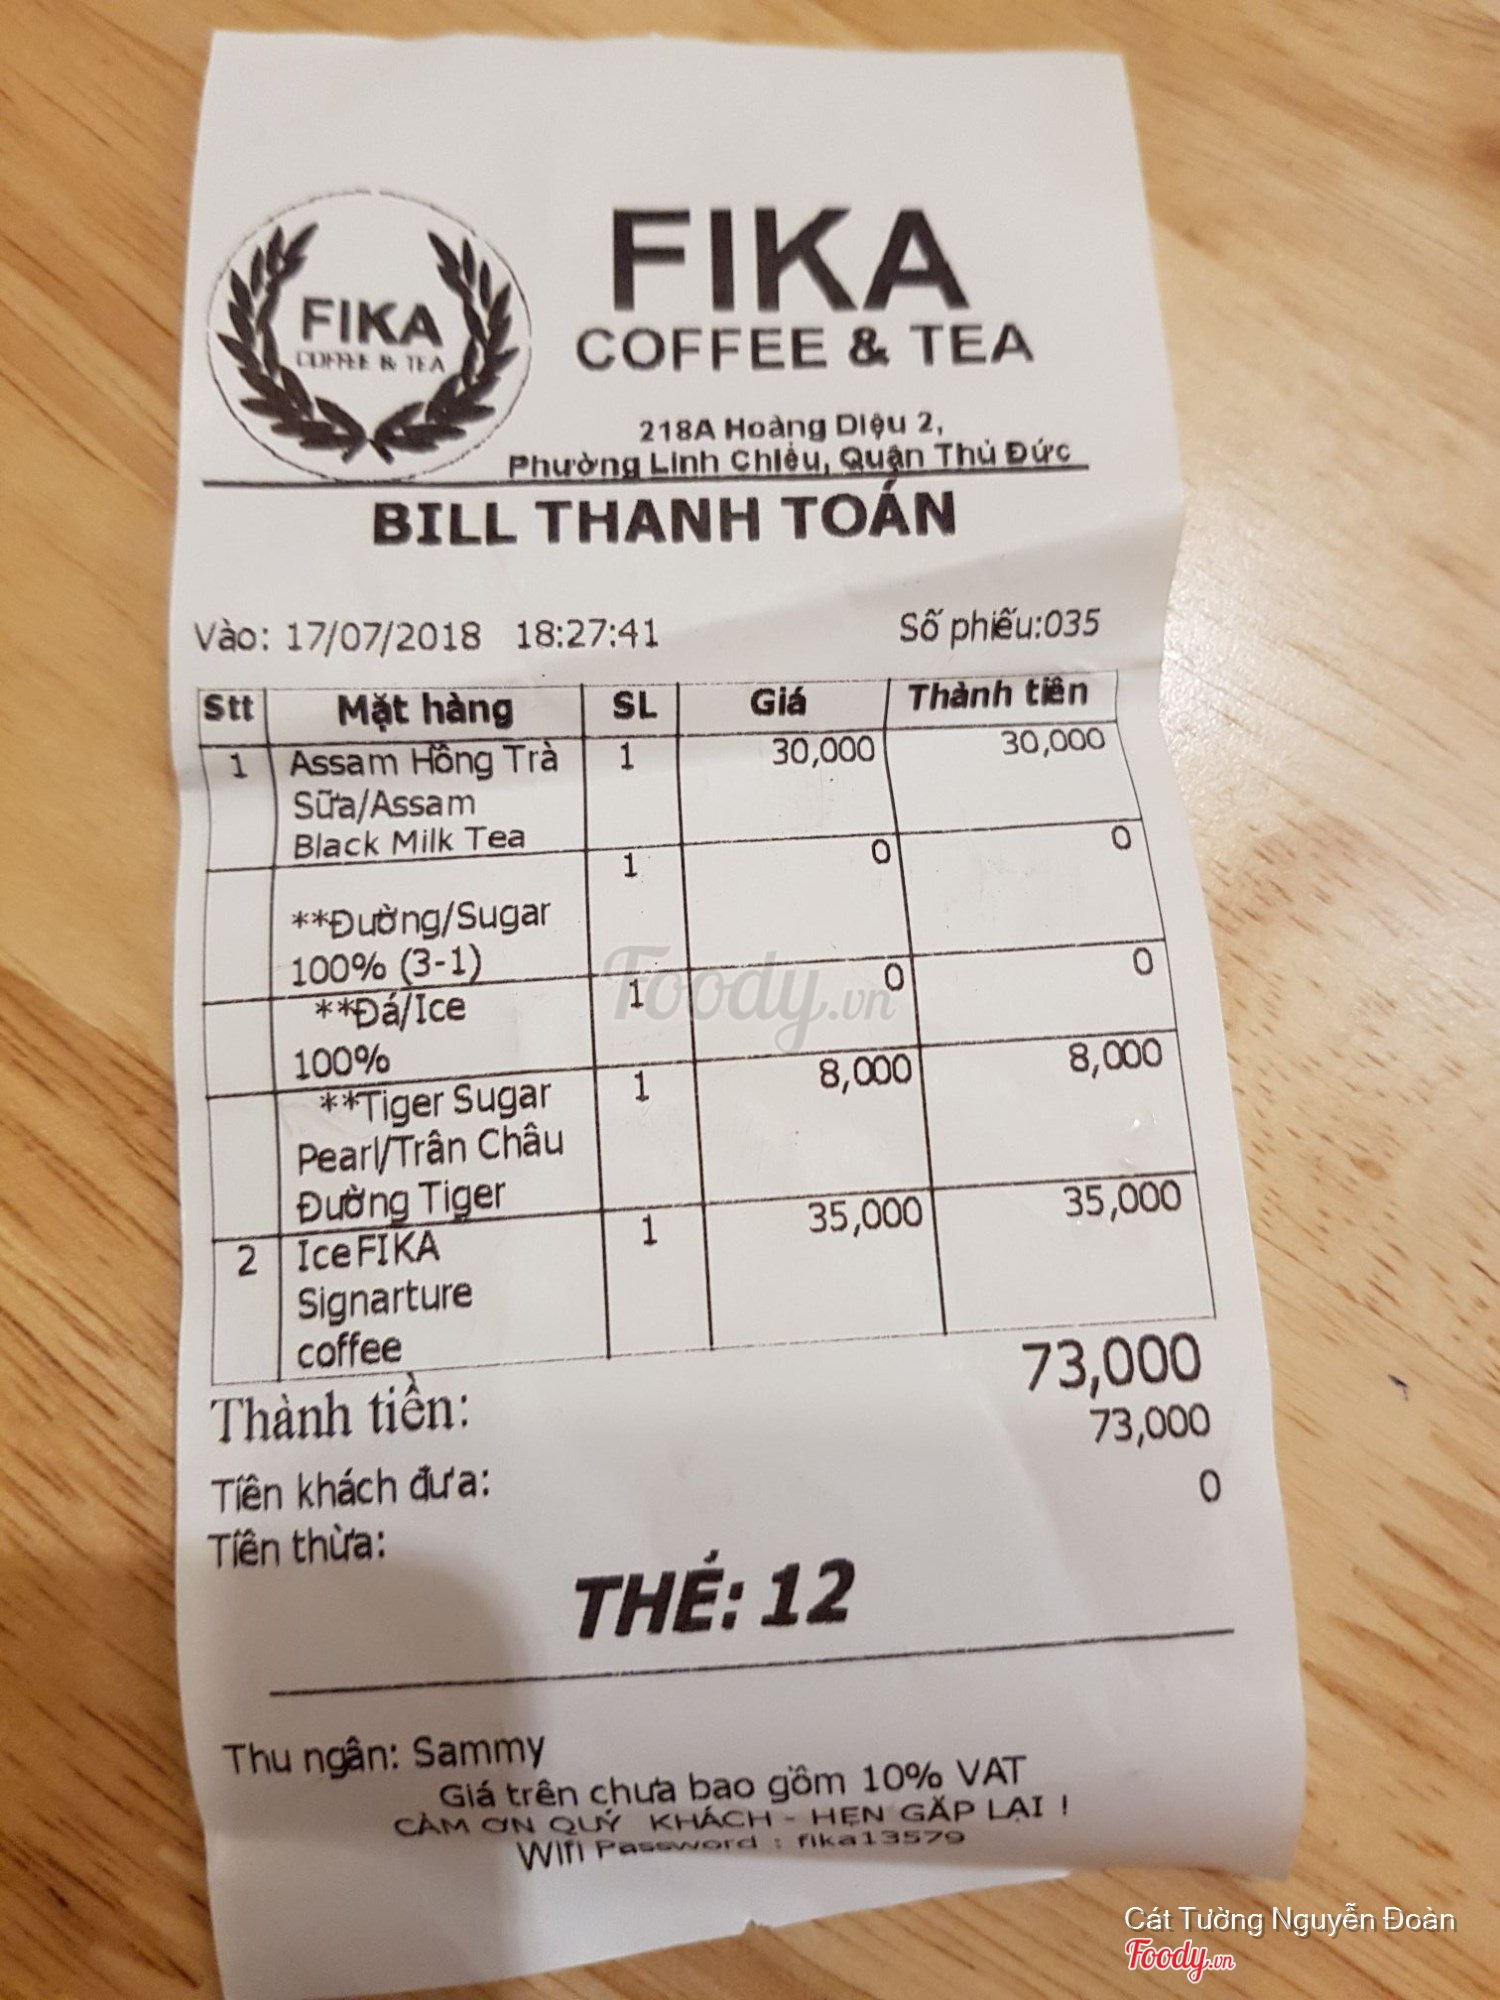 FIKA
COFFEE & TEA
FIKA
COFFEE & TEA
218A Hoàng Diệu 2,
Phường Linh Chiểu, Quận Thủ Đức
BILL THANH TOÁN
Vào: 17/07/2018 18:27:41 Số phiếu:035
Stt Mặt hàng SL Giá Thành tiền
1 Assam Hồng Trà 1 30,000 30,000
Sữa/Assam
Black Milk Tea
1 0 0
**Đường/Sugar
100% (3-1)
**Đá/Ice 1 0 0
100%
**Tiger Sugar 1 8,000 8,000
Pearl/Trân Châu
Đường Tiger
2 Ice FIKA 1 35,000 35,000
Signarture
coffee
Thành tiền: 73,000
Tiền khách đưa: 73,000
Tiền thừa: 0
THẺ: 12
Thu ngân: Sammy
Giá trên chưa bao gồm 10% VAT
CẢM ƠN QUÝ KHÁCH - HẸN GẶP LẠI !
Wifi Password : fika13579
Foody.vn
Cát Tường Nguyễn Đoàn
Foody.vn